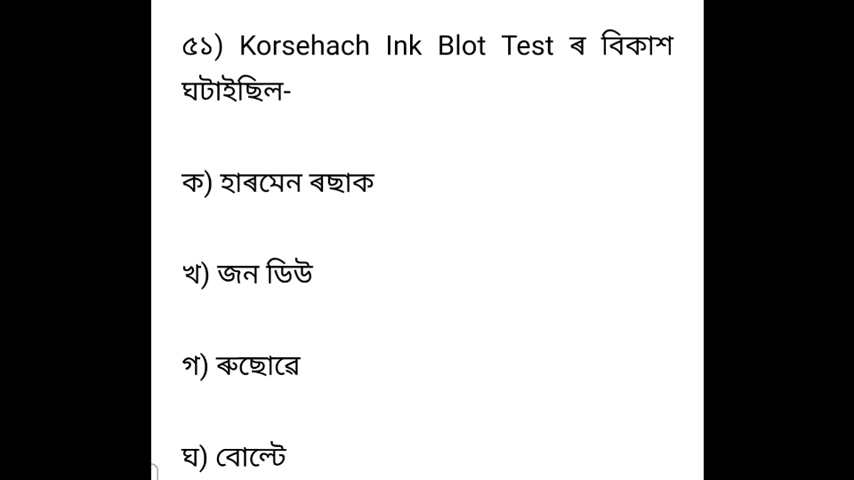 ৫১) Korsehach Ink Blot Test ৰ বিকাশ
ঘটাইছিল-
ক) হাৰমেন ৰছাক
খ) জন ডিউ
গ) ৰুছোৱে
ঘ) বোল্টে